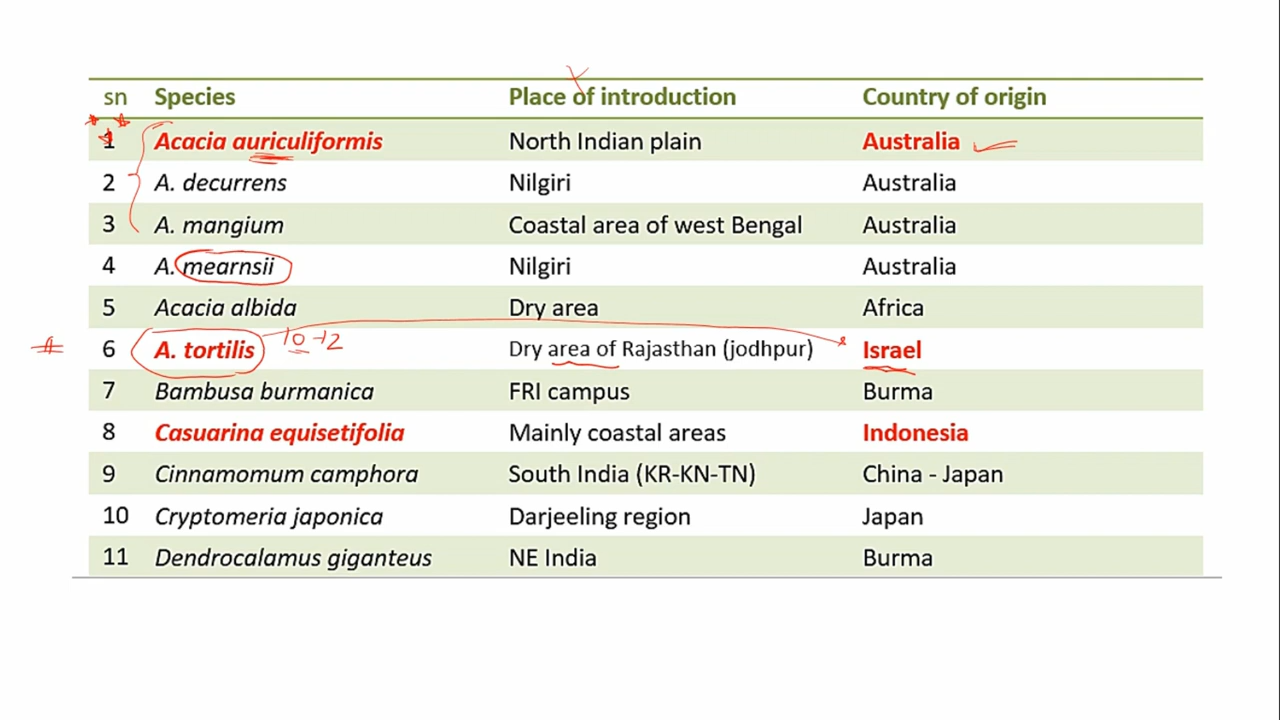 sn Species Place of introduction Country of origin
1 Acacia auriculiformis North Indian plain Australia
2 A. decurrens Nilgiri Australia
3 A. mangium Coastal area of west Bengal Australia
4 A. mearnsii Nilgiri Australia
5 Acacia albida Dry area Africa
6 A. tortilis 10-12 Dry area of Rajasthan (jodhpur) Israel
7 Bambusa burmanica FRI campus Burma
8 Casuarina equisetifolia Mainly coastal areas Indonesia
9 Cinnamomum camphora South India (KR-KN-TN) China - Japan
10 Cryptomeria japonica Darjeeling region Japan
11 Dendrocalamus giganteus NE India Burma